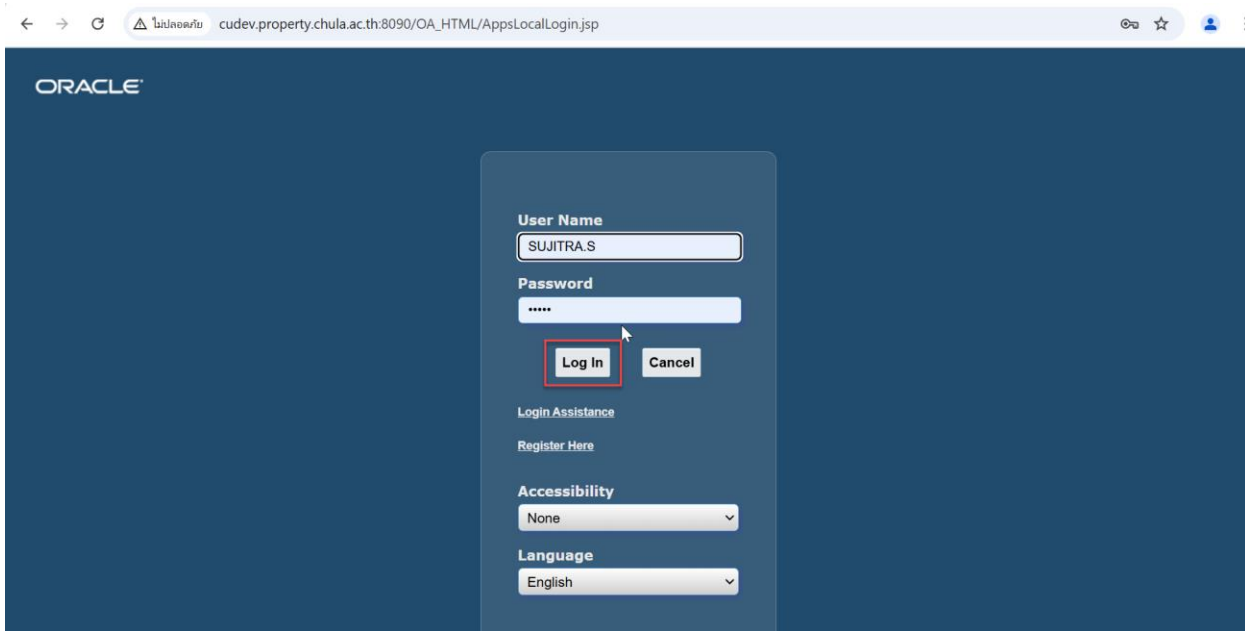 ไม่ปลอดภัย cudev.property.chula.ac.th:8090/OA_HTML/AppsLocalLogin.jsp
ORACLE
User Name
SUJITRA.S
Password
•••••
Log In Cancel
Login Assistance
Register Here
Accessibility
None
Language
English